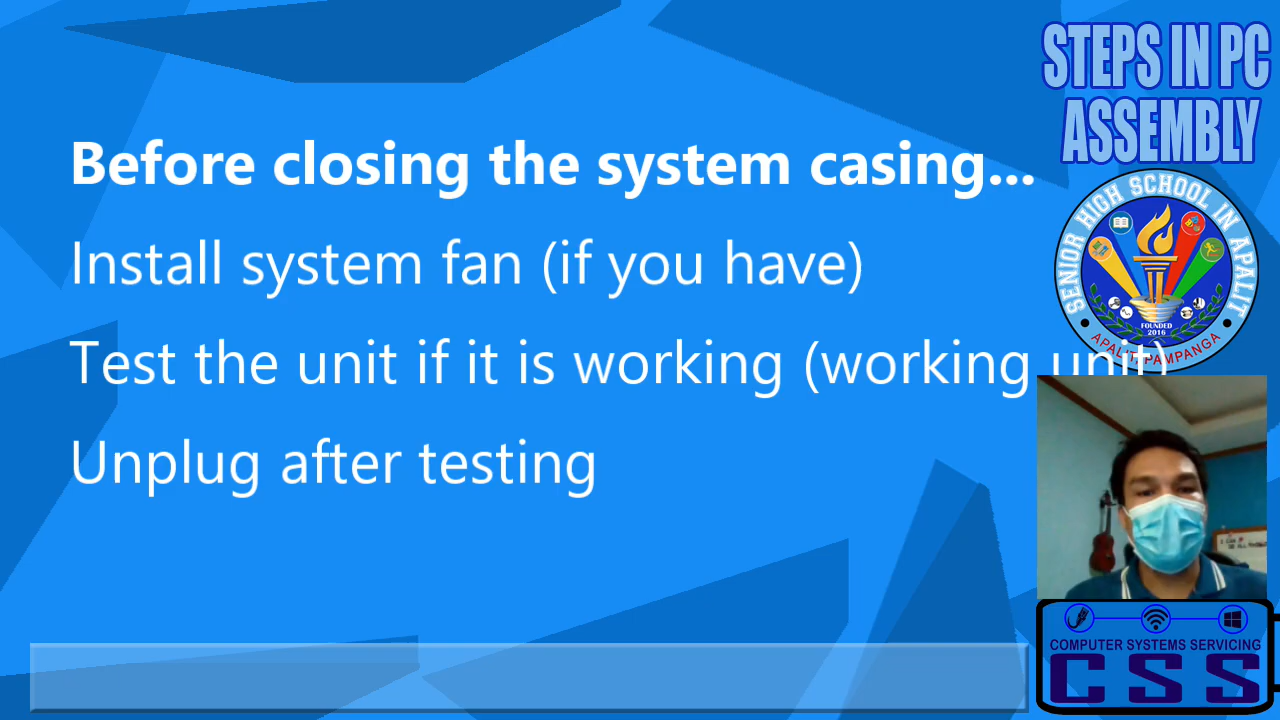 STEPS IN PC
ASSEMBLY
Before closing the system casing...
Install system fan (if you have)
Test the unit if it is working (working unit)
Unplug after testing
SENIOR HIGH SCHOOL IN APALIT
FOUNDED
2016
APALIT, PAMPANGA
COMPUTER SYSTEMS SERVICING
CSS